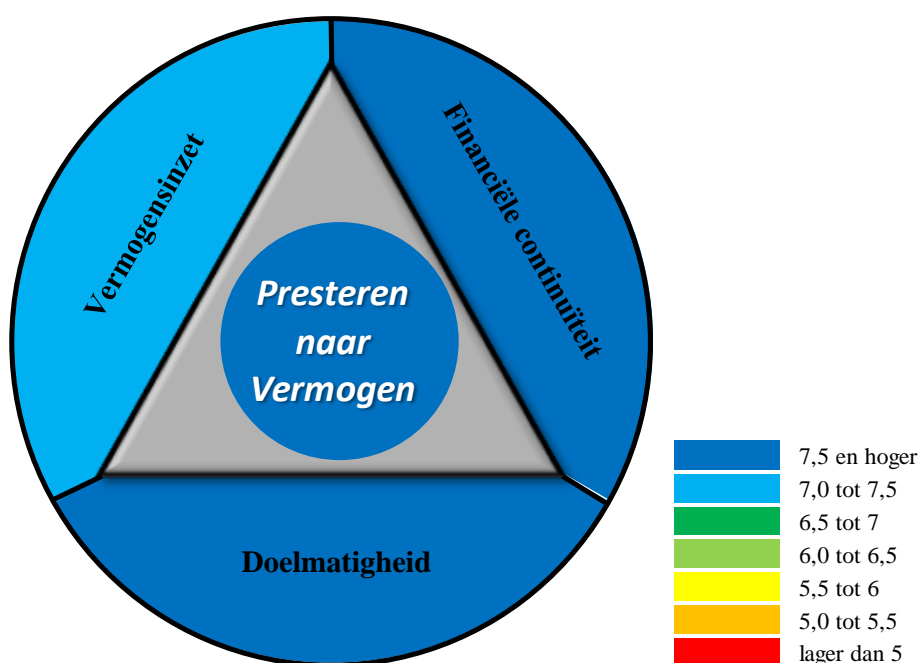 Vermogensinzet
Financiële continuïteit
Presteren
naar
Vermogen
Doelmatigheid
7,5 en hoger
7,0 tot 7,5
6,5 tot 7
6,0 tot 6,5
5,5 tot 6
5,0 tot 5,5
lager dan 5